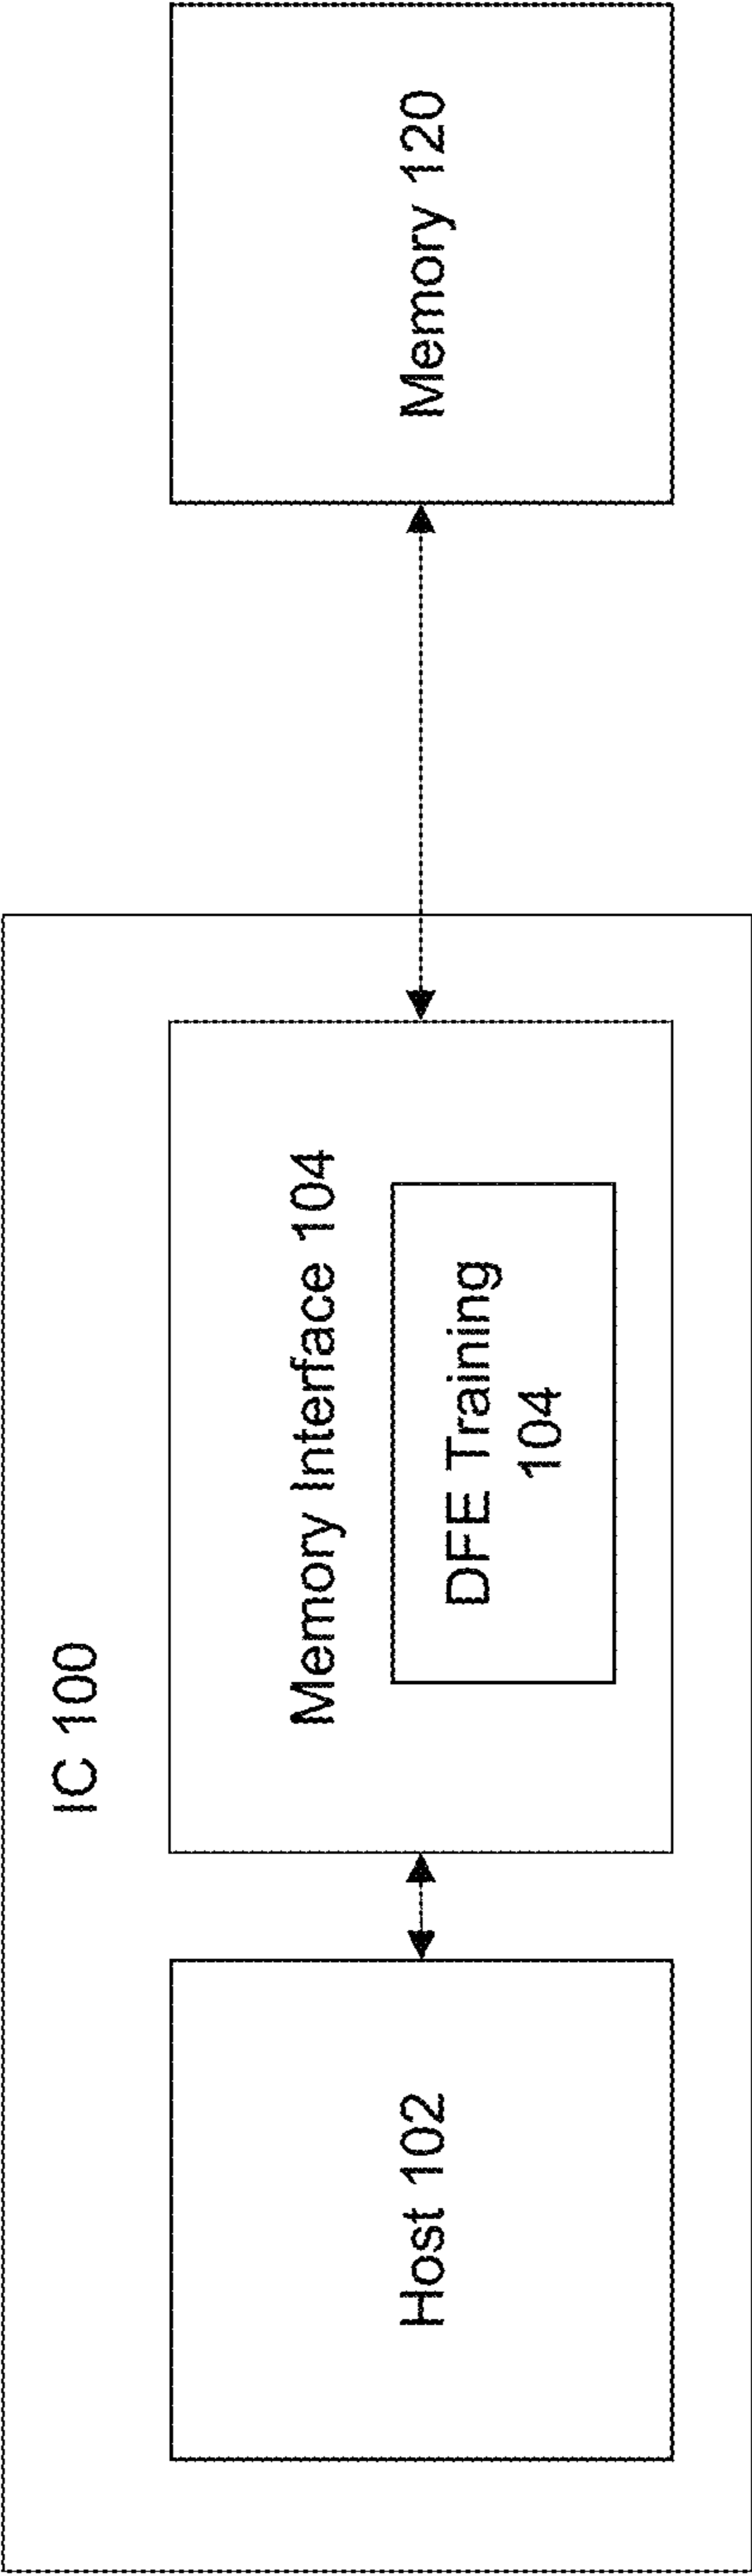 IC 100
Host 102
Memory Interface 104
DFE Training
104
Memory 120